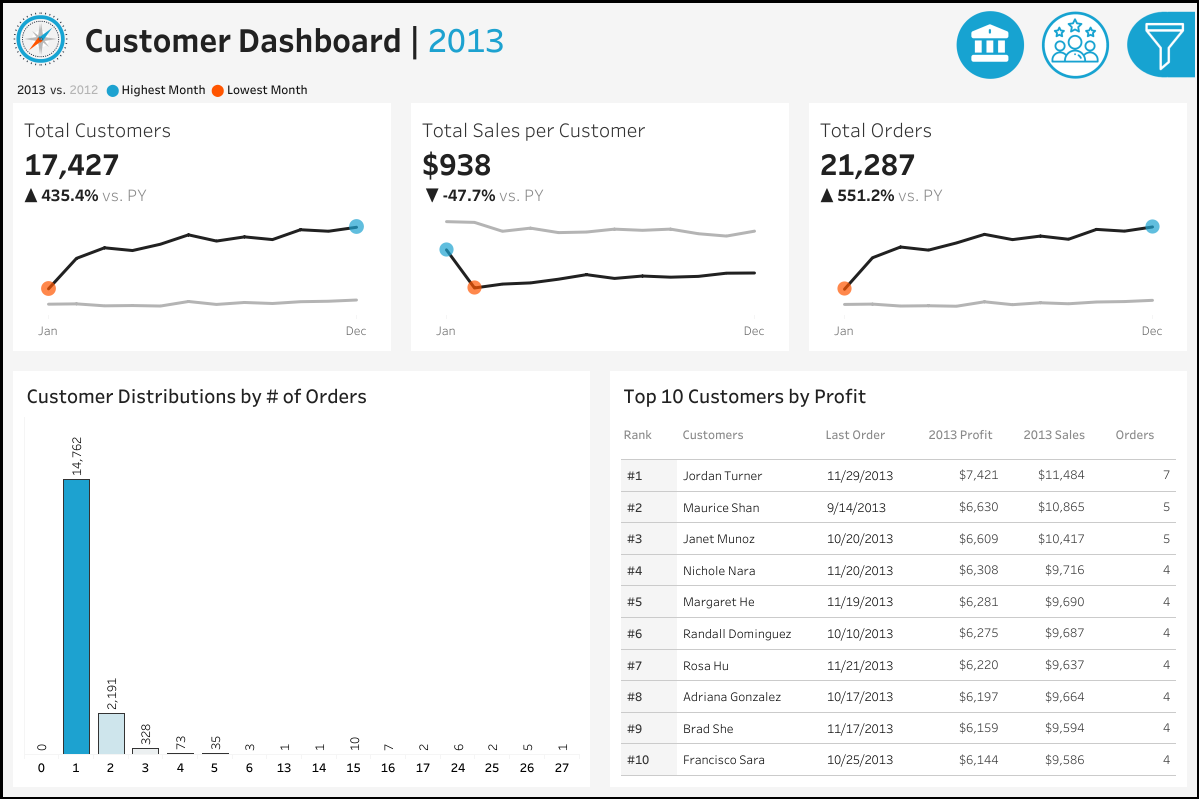 Customer Dashboard | 2013
2013 vs. 2012 Highest Month Lowest Month
Total Customers
17,427
▲ 435.4% vs. PY
Jan Dec
Total Sales per Customer
$938
▼ -47.7% vs. PY
Jan Dec
Total Orders
21,287
▲ 551.2% vs. PY
Jan Dec
Customer Distributions by # of Orders
0 14,762 2,191 328 73 35 3 1 1 10 7 2 6 2 5 1
0 1 2 3 4 5 6 13 14 15 16 17 24 25 26 27
Top 10 Customers by Profit
Rank Customers Last Order 2013 Profit 2013 Sales Orders
#1 Jordan Turner 11/29/2013 $7,421 $11,484 7
#2 Maurice Shan 9/14/2013 $6,630 $10,865 5
#3 Janet Munoz 10/20/2013 $6,609 $10,417 5
#4 Nichole Nara 11/20/2013 $6,308 $9,716 4
#5 Margaret He 11/19/2013 $6,281 $9,690 4
#6 Randall Dominguez 10/10/2013 $6,275 $9,687 4
#7 Rosa Hu 11/21/2013 $6,220 $9,637 4
#8 Adriana Gonzalez 10/17/2013 $6,197 $9,664 4
#9 Brad She 11/17/2013 $6,159 $9,594 4
#10 Francisco Sara 10/25/2013 $6,144 $9,586 4